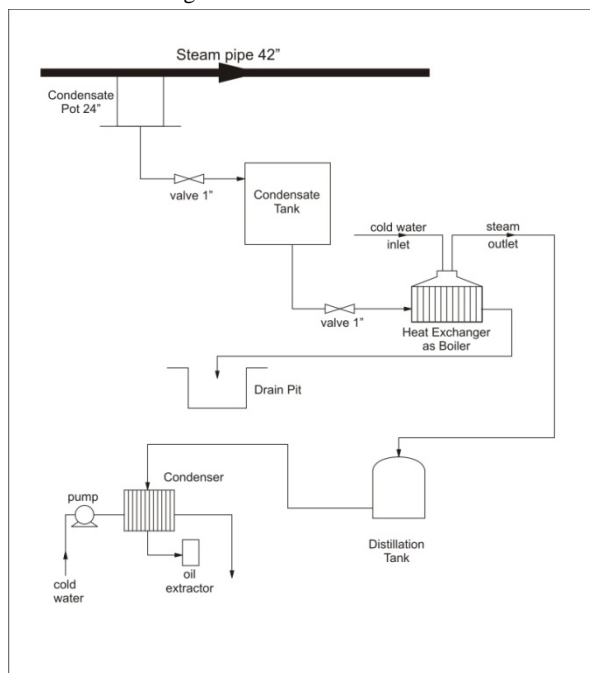 Steam pipe 42”
Condensate
Pot 24"
valve 1”
Condensate
Tank
cold water
inlet
steam
outlet
valve 1”
Heat Exchanger
as Boiler
Drain Pit
Condenser
pump
cold
water
oil
extractor
Distillation
Tank